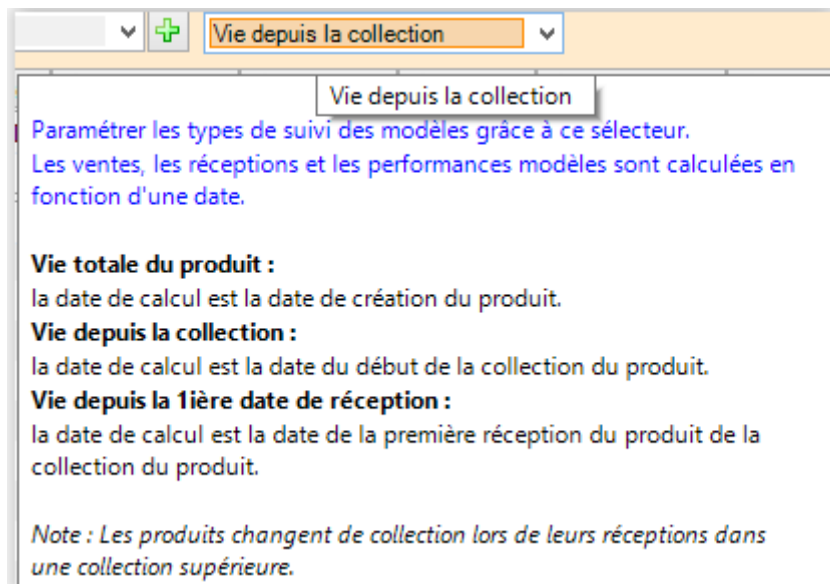 Vie depuis la collection
Vie depuis la collection
Paramétrer les types de suivi des modèles grâce à ce sélecteur.
Les ventes, les réceptions et les performances modèles sont calculées en
fonction d'une date.
Vie totale du produit :
la date de calcul est la date de création du produit.
Vie depuis la collection :
la date de calcul est la date du début de la collection du produit.
Vie depuis la 1ière date de réception :
la date de calcul est la date de la première réception du produit de la
collection du produit.
Note : Les produits changent de collection lors de leurs réceptions dans
une collection supérieure.